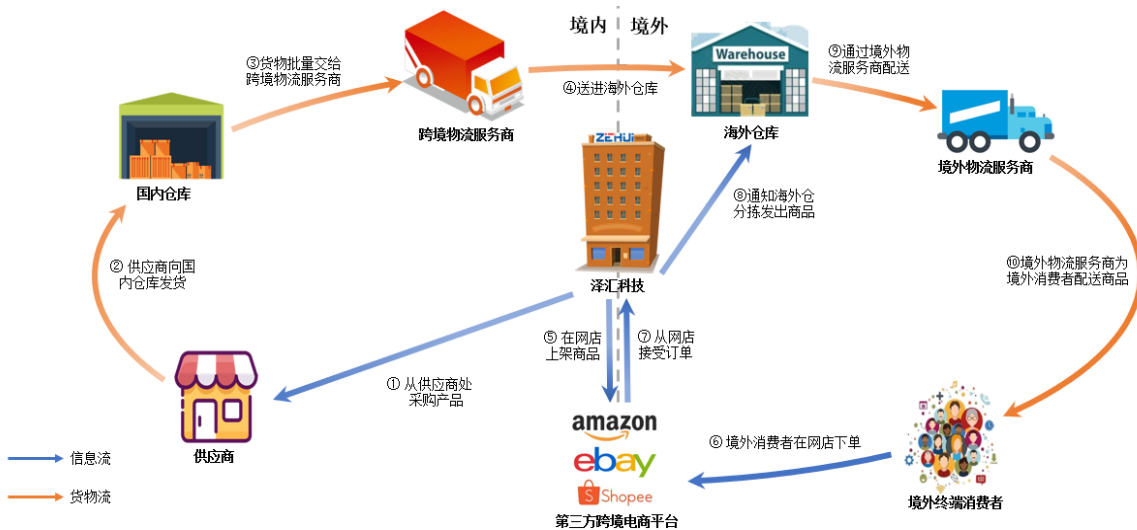 境内
境外
③货物批量交给
跨境物流服务商
④送进海外仓库
Warehouse
⑨通过境外物
流服务商配送
跨境物流服务商
海外仓库
境外物流服务商
国内仓库
ZEHUI
⑧通知海外仓
分拣发出商品
② 供应商向国
内仓库发货
泽汇科技
⑩境外物流服务商为
境外消费者配送商品
⑤ 在网店
上架商品
⑦ 从网店
接受订单
① 从供应商处
采购产品
amazon
⑥ 境外消费者在网店下单
供应商
信息流
ebay
货物流
S Shopee
第三方跨境电商平台
境外终端消费者